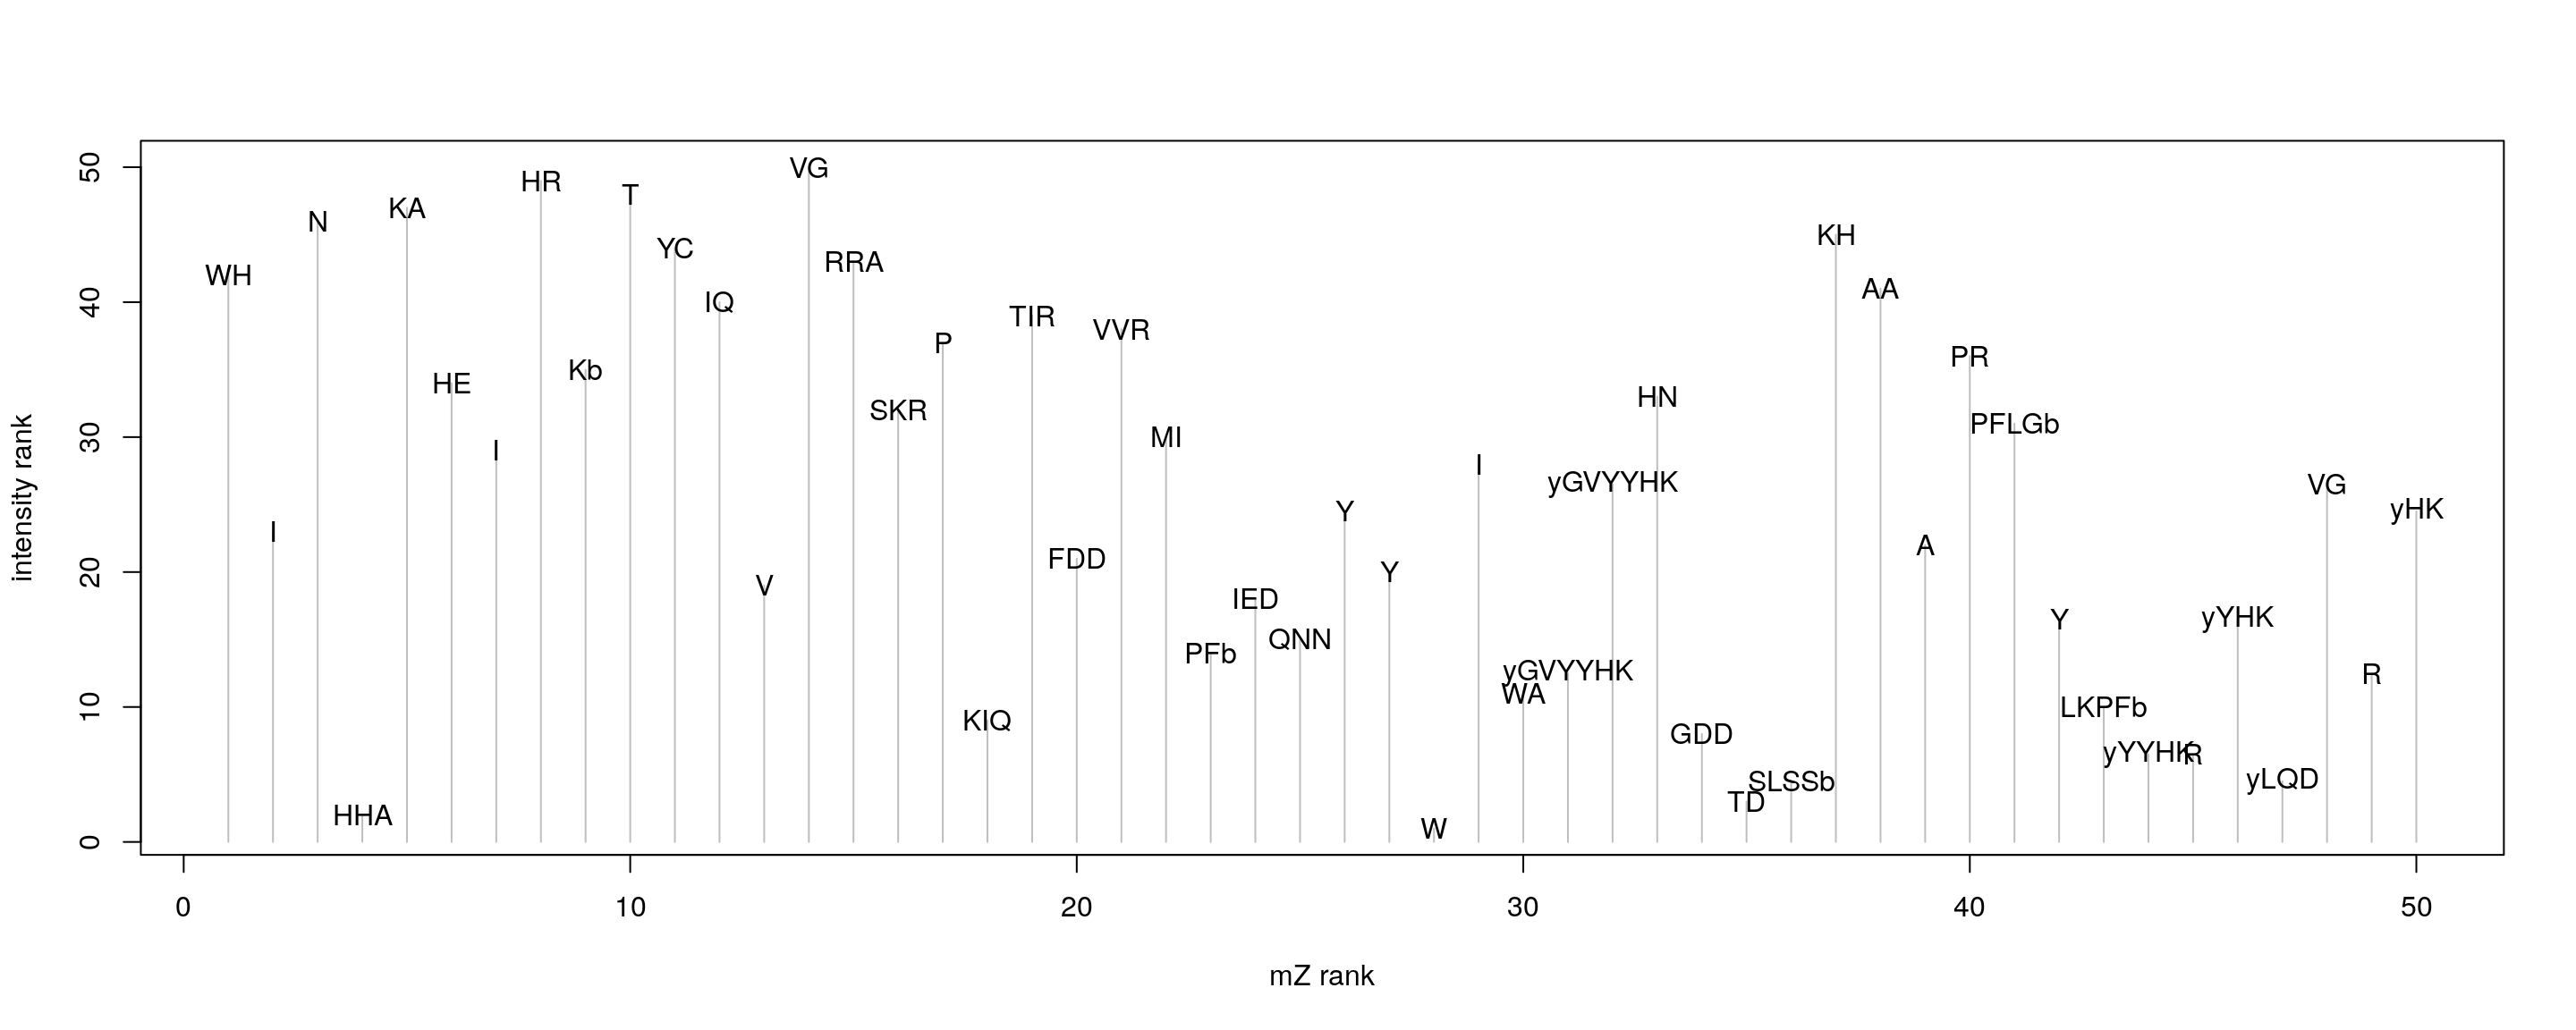 VG
50
HR
T
KA
N
KH
YC
RRA
WH
AA
40
IQ
TIR
VVR
P
PR
Kb
HE
HN
SKR
PFLGb
30
MI
I
I
yGVYYHK
VG
Y
yHK
I
A
FDD
20
Y
V
IED
yYHK
Y
QNN
PFb
yGVYYHK
R
WA
10
LKPFb
KIQ
GDD
yYYHK
R
yLQD
SLSSb
TD
HHA
W
0
intensity rank
0 10 20 30 40 50
mZ rank